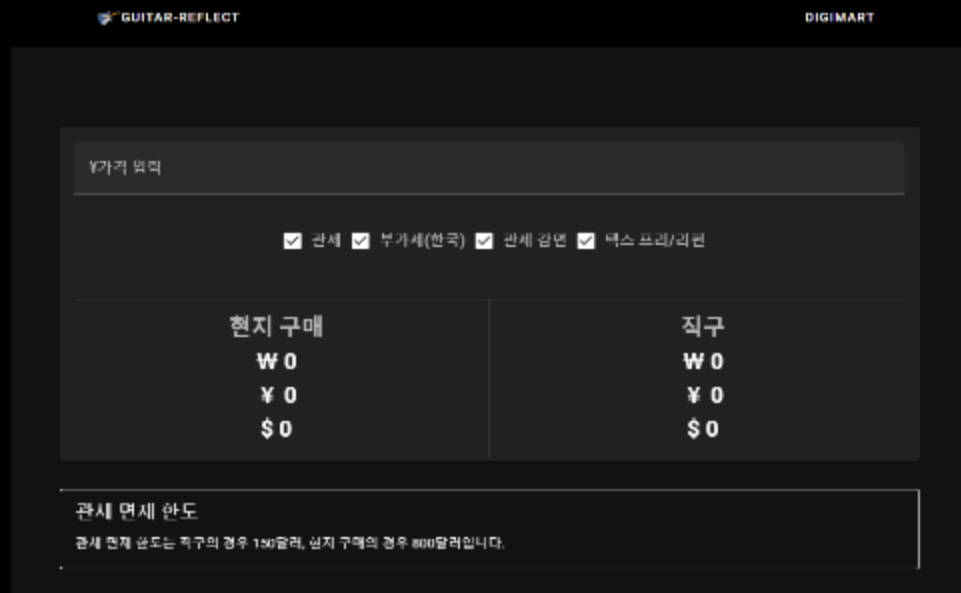 GUITAR-REFLECT
DIGIMART
¥가격 입력
관세 부가세(한국) 관세 감면 텍스 프리/리펀
현지 구매
₩ 0
¥ 0
$ 0
직구
₩ 0
¥ 0
$ 0
관세 면제 한도
관세 면제 한도는 직구의 경우 150달러, 현지 구매의 경우 800달러입니다.